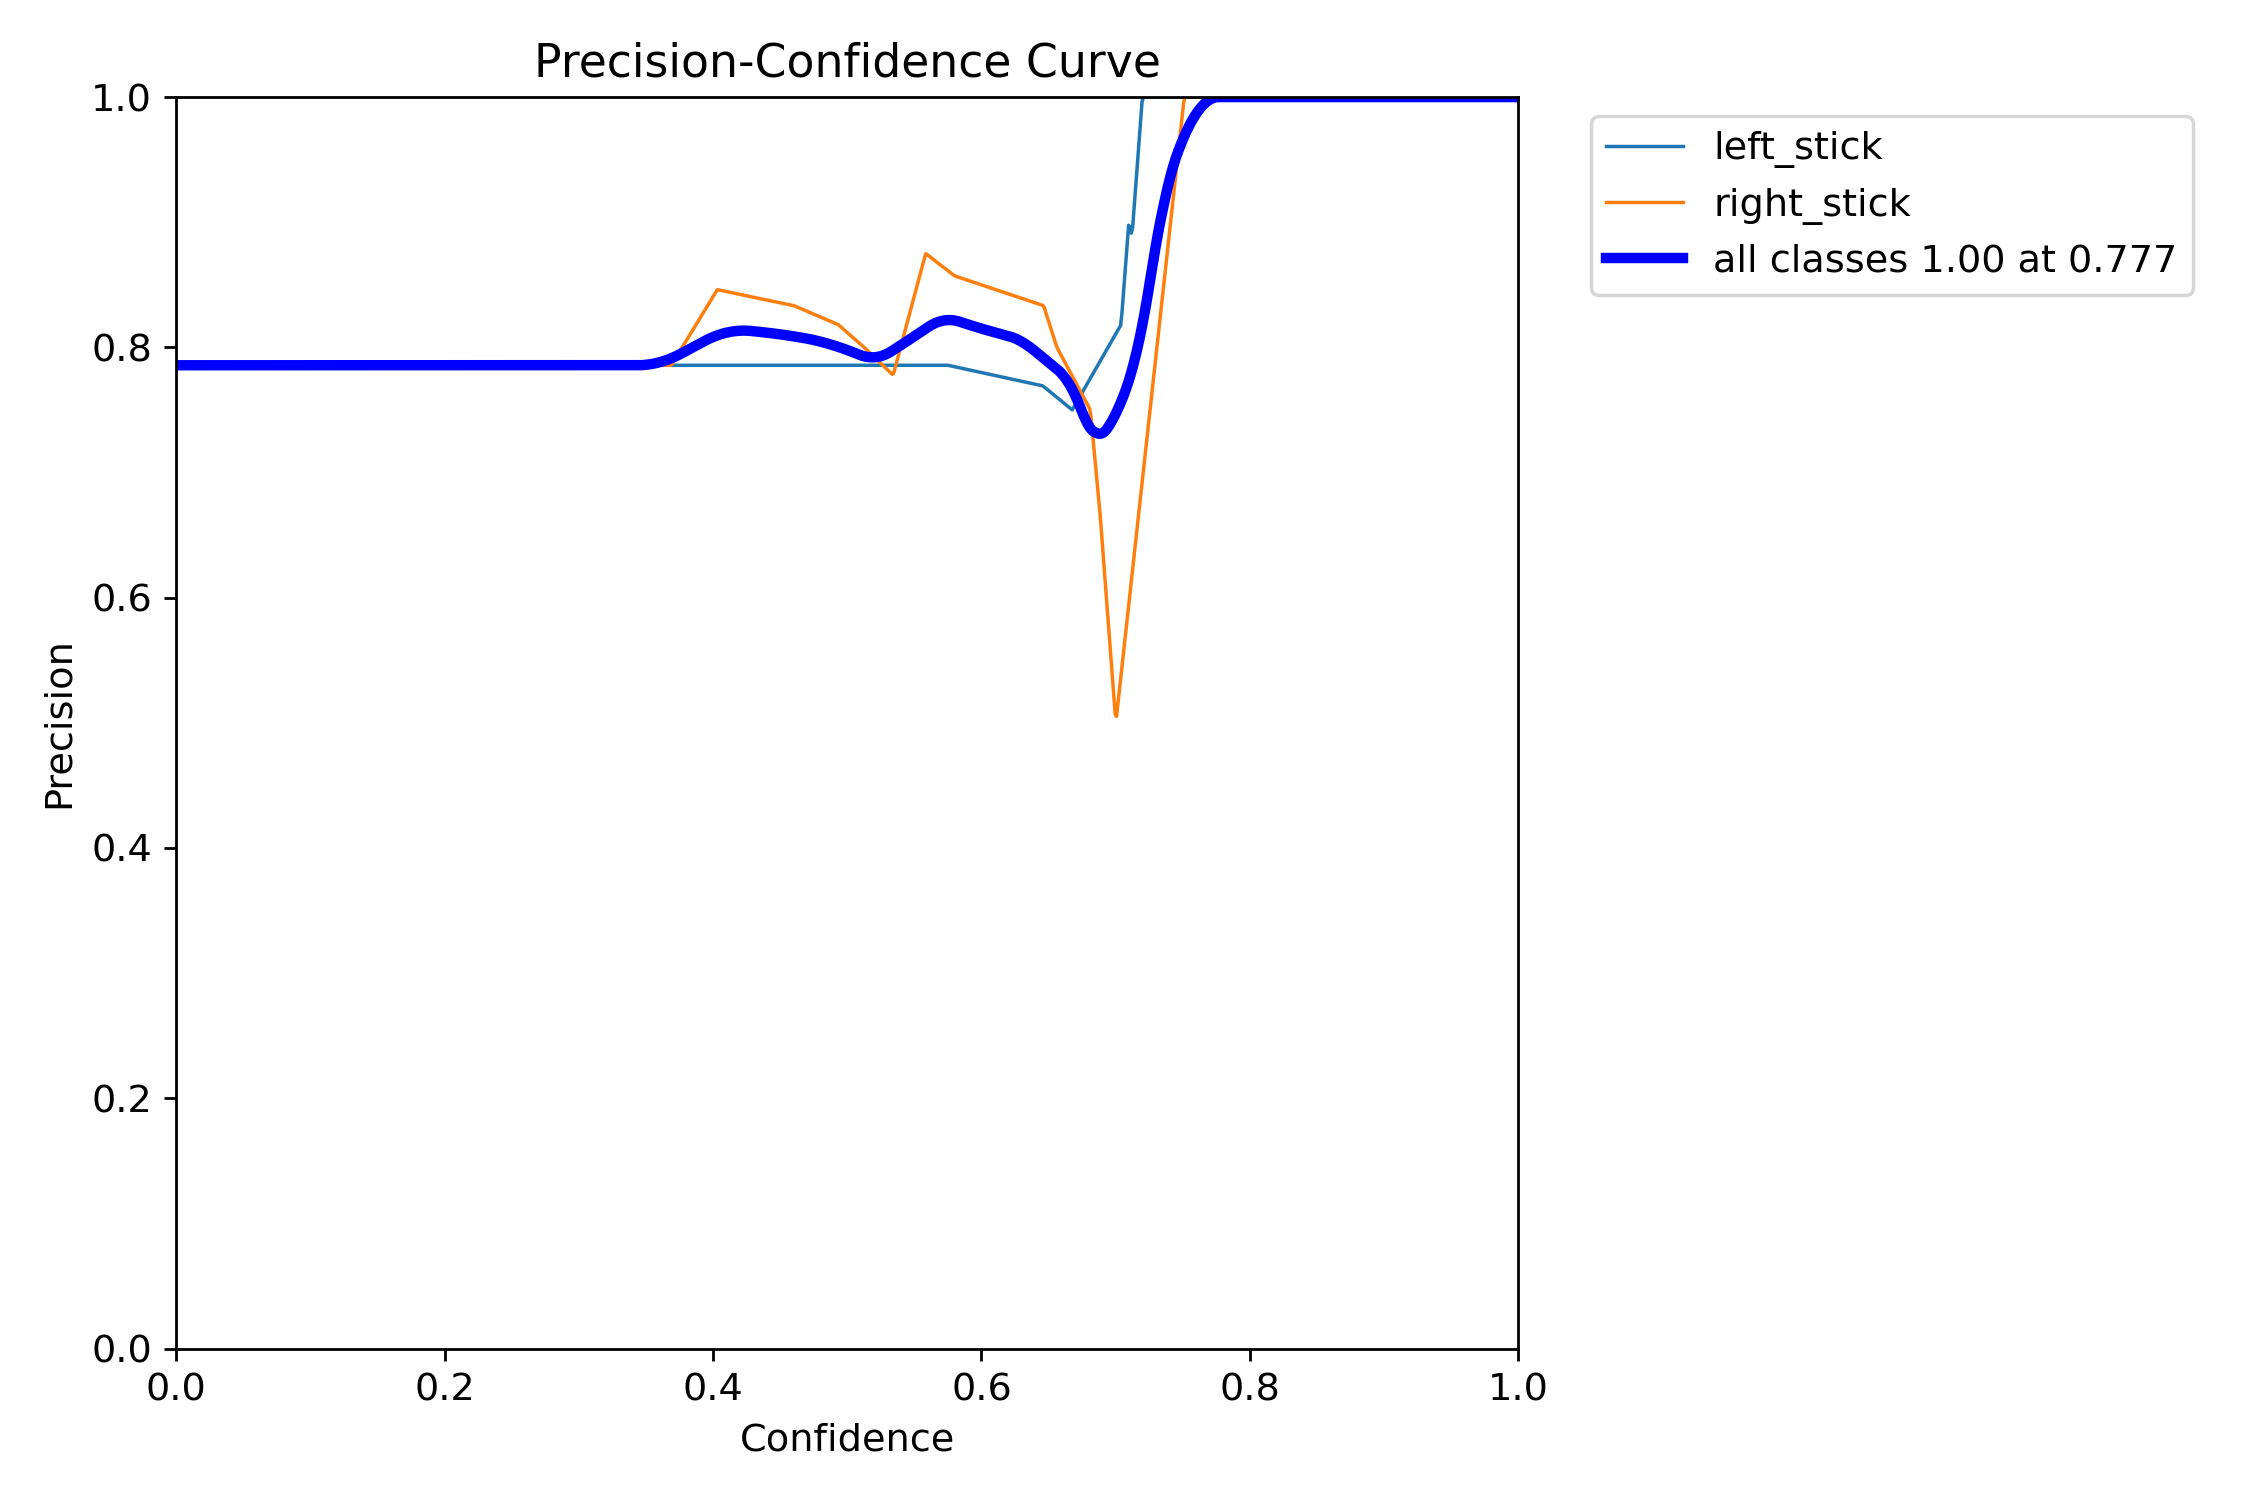 Precision-Confidence Curve
1.0
0.8
0.6
0.4
0.2
0.0
Precision
0.0 0.2 0.4 0.6 0.8 1.0
Confidence
left_stick
right_stick
all classes 1.00 at 0.777